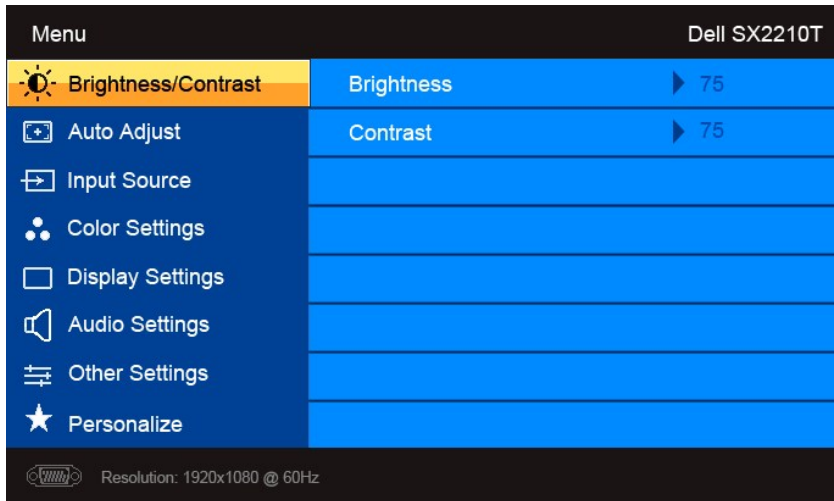 Menu Dell SX2210T
Brightness/Contrast Brightness 75
Auto Adjust Contrast 75
Input Source
Color Settings
Display Settings
Audio Settings
Other Settings
Personalize
Resolution: 1920x1080 @ 60Hz